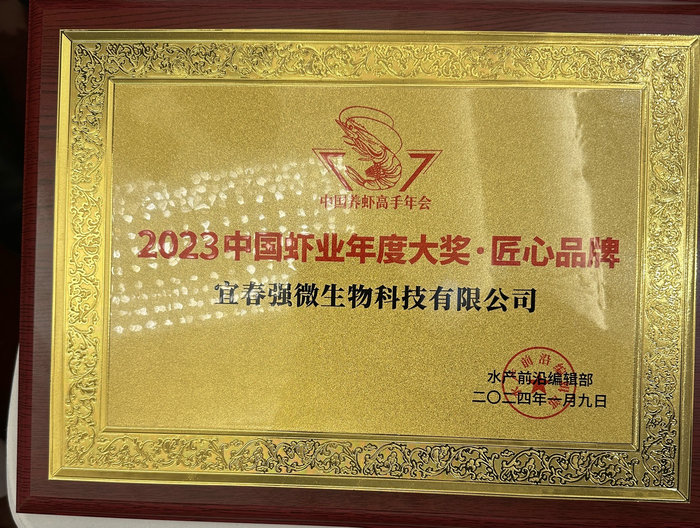 中国养虾高手年会
2023中国虾业年度大奖·匠心品牌
宜春强微生物科技有限公司
水产前沿编辑部
二〇二四年一月九日